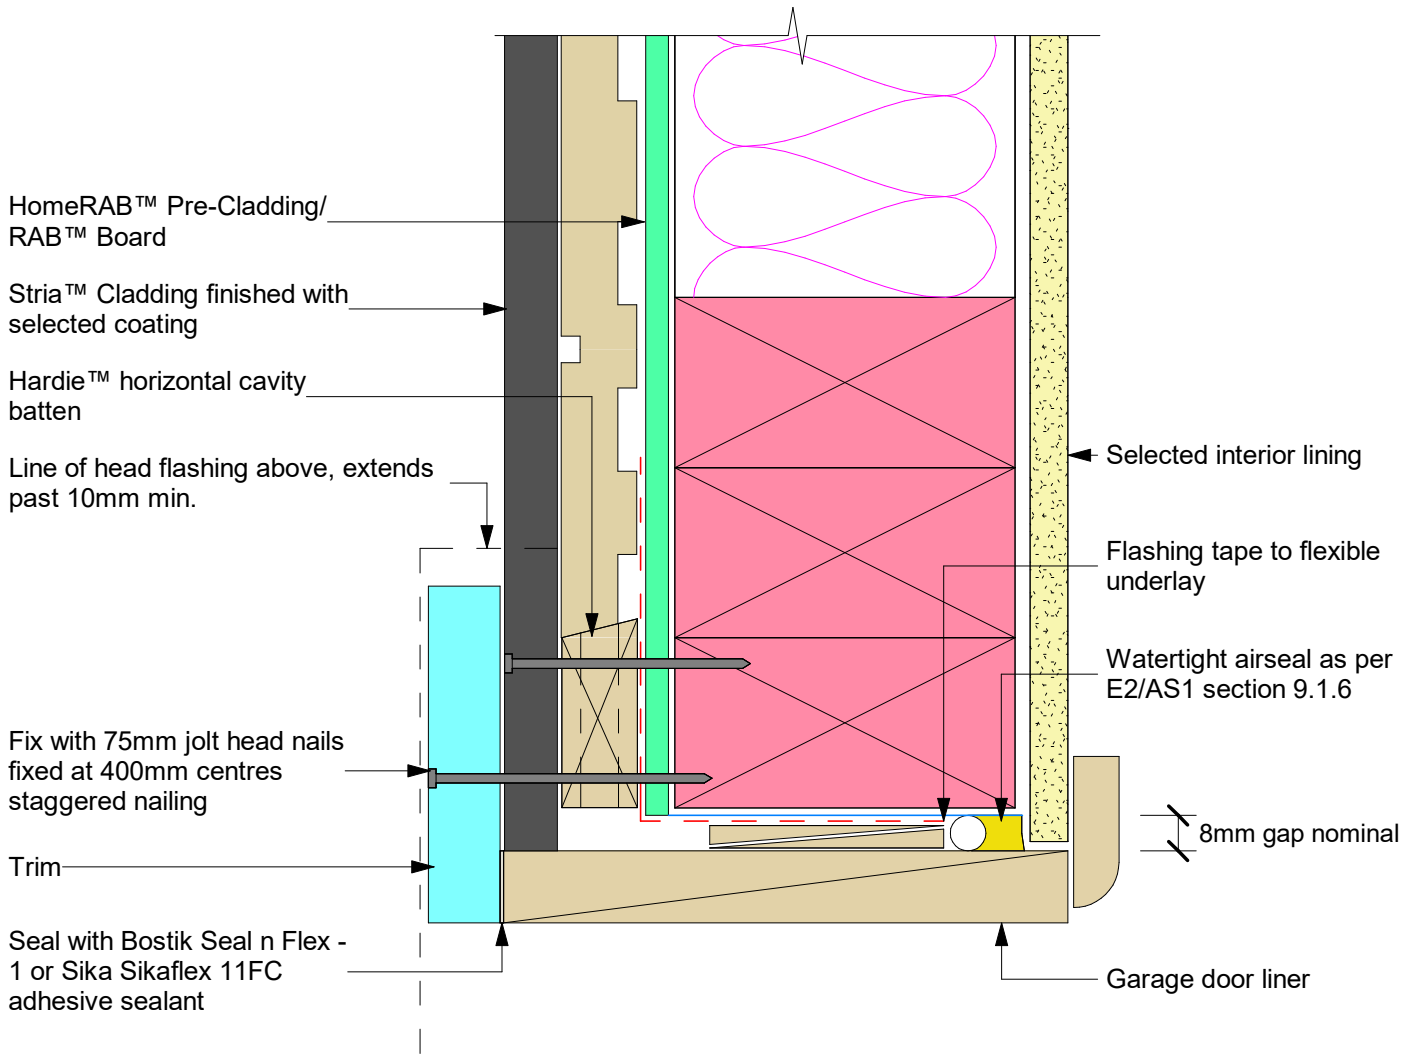 HomeRAB™ Pre-Cladding/
RAB™ Board
Stria™ Cladding finished with
selected coating
Hardie™ horizontal cavity
batten
Line of head flashing above, extends
past 10mm min.
Fix with 75mm jolt head nails
fixed at 400mm centres
staggered nailing
Trim
Seal with Bostik Seal n Flex -
1 or Sika Sikaflex 11FC
adhesive sealant
Selected interior lining
Flashing tape to flexible
underlay
Watertight airseal as per
E2/AS1 section 9.1.6
8mm gap nominal
Garage door liner